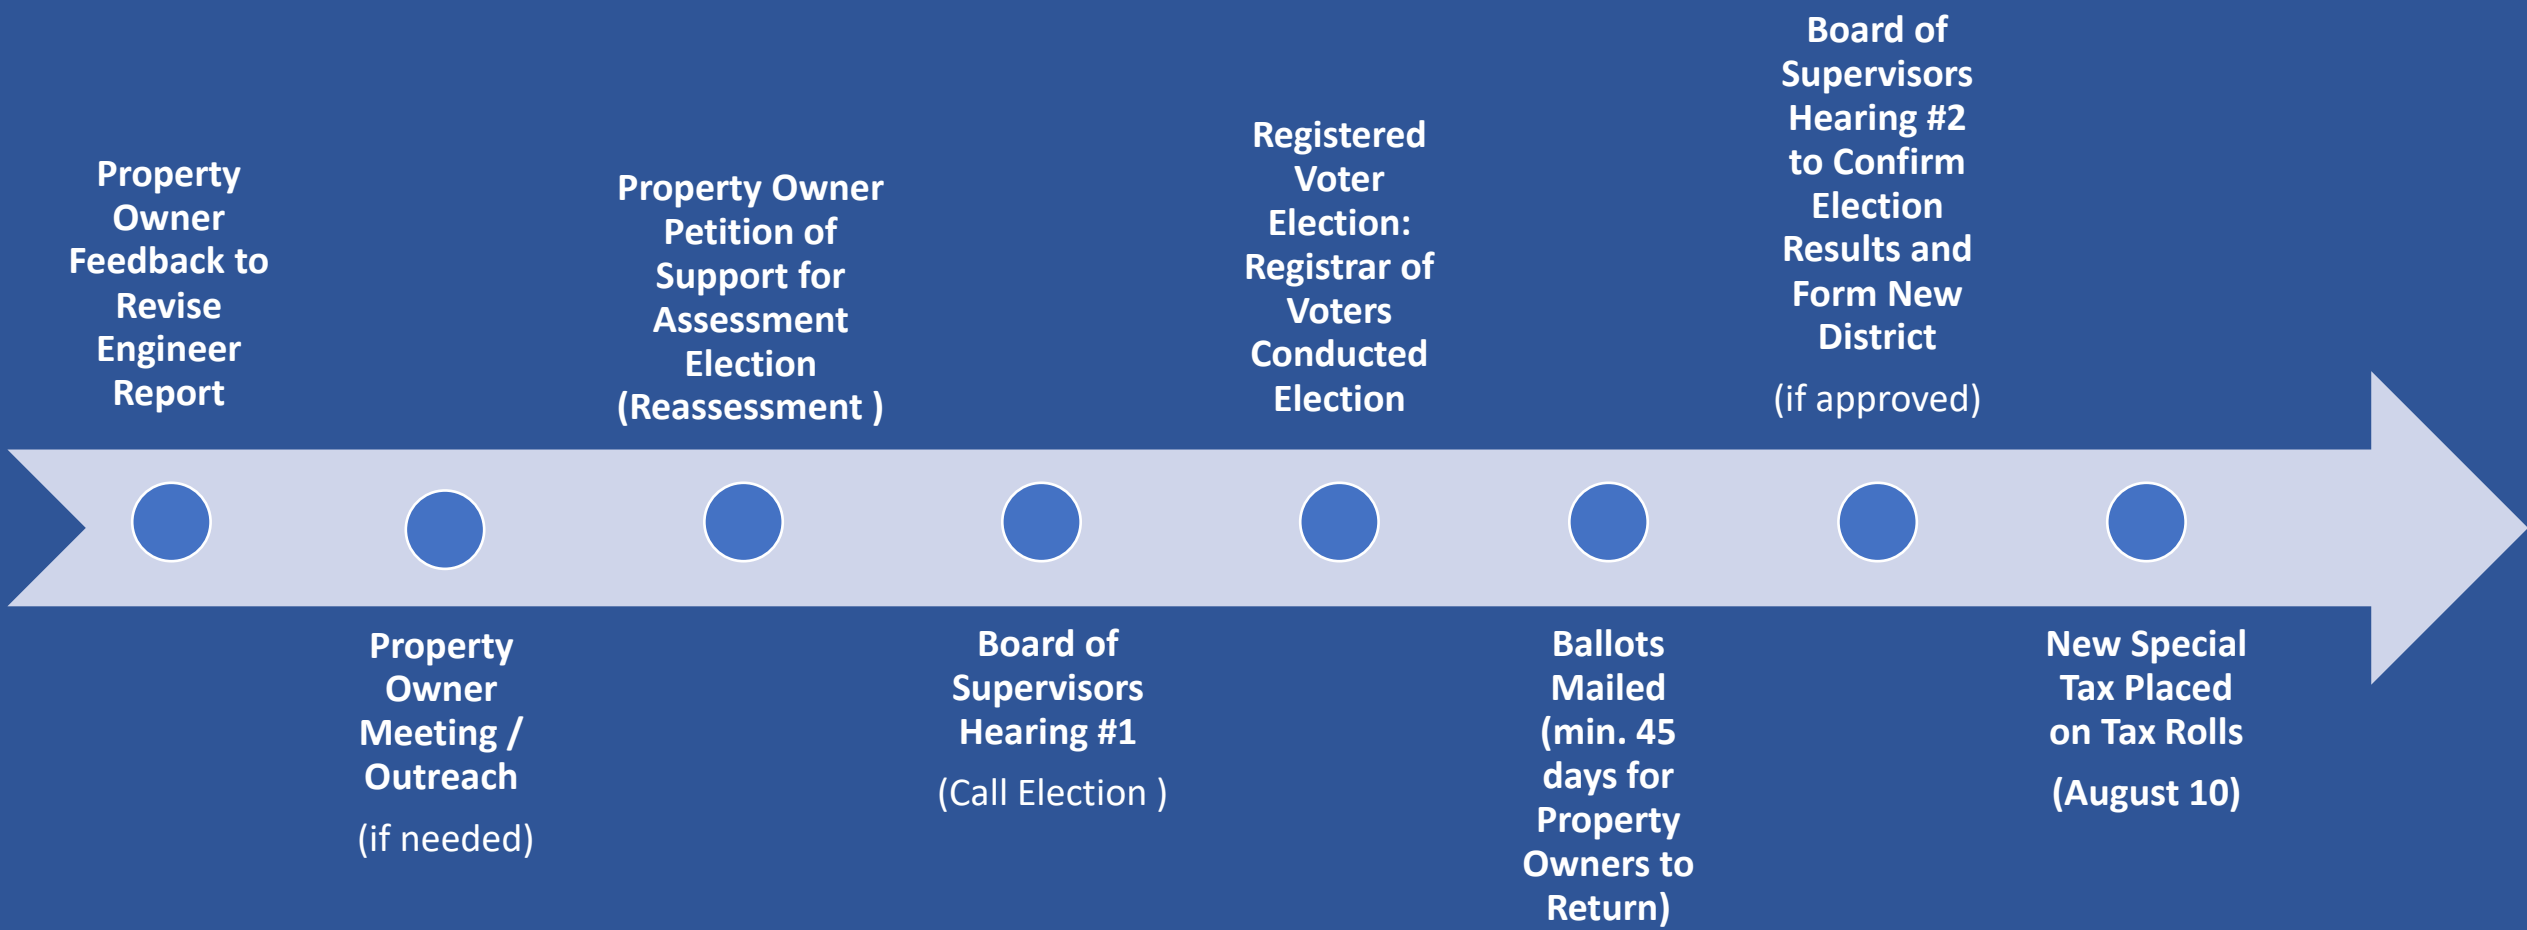 Property
Owner
Feedback to
Revise
Engineer
Report
Property
Owner
Meeting /
Outreach
(if needed)
Property Owner
Petition of
Support for
Assessment
Election
(Reassessment )
Board of
Supervisors
Hearing #1
(Call Election )
Registered
Voter
Election:
Registrar of
Voters
Conducted
Election
Ballots
Mailed
(min. 45
days for
Property
Owners to
Return)
Board of
Supervisors
Hearing #2
to Confirm
Election
Results and
Form New
District
(if approved)
New Special
Tax Placed
on Tax Rolls
(August 10)